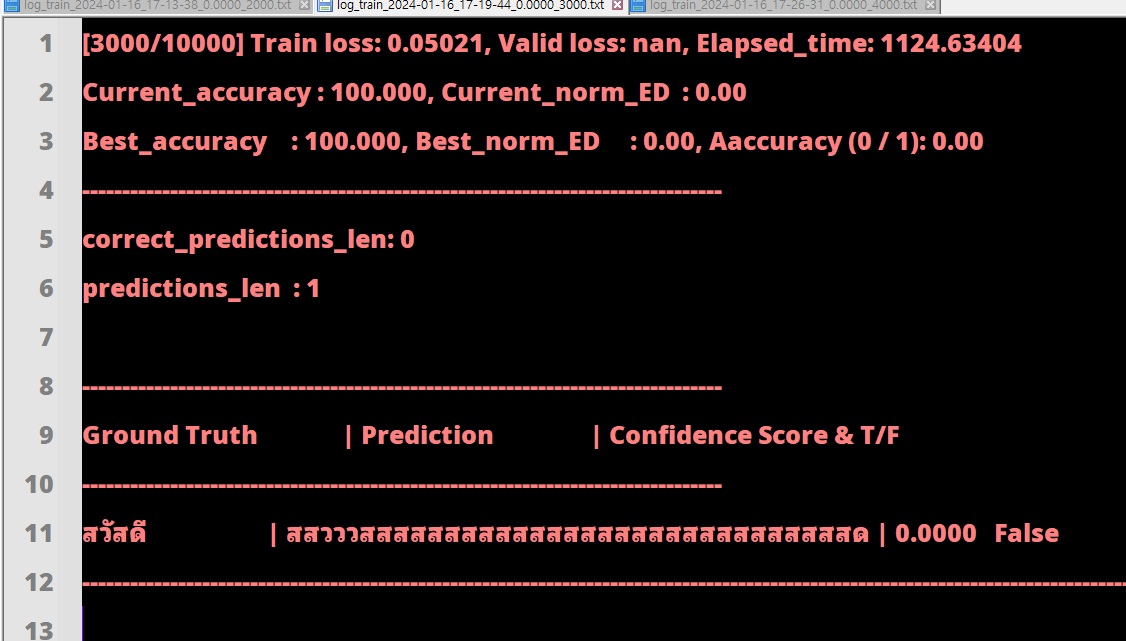 log_train_2024-01-16_17-13-38_0.0000_2000.txt log_train_2024-01-16_17-19-44_0.0000_3000.txt log_train_2024-01-16_17-26-31_0.0000_4000.txt
1 [3000/10000] Train loss: 0.05021, Valid loss: nan, Elapsed_time: 1124.63404
2 Current_accuracy : 100.000, Current_norm_ED : 0.00
3 Best_accuracy : 100.000, Best_norm_ED : 0.00, Aaccuracy (0 / 1): 0.00
4 --------------------------------------------------------------------------------
5 correct_predictions_len: 0
6 predictions_len : 1
7
8 --------------------------------------------------------------------------------
9 Ground Truth | Prediction | Confidence Score & T/F
10 --------------------------------------------------------------------------------
11 สวัสดี | สสวววสสสสสสสสสสสสสสสสสสสสสสสสสสสสสสด | 0.0000 False
12 ----------------------------------------------------------------------------------------------------------------------------------
13